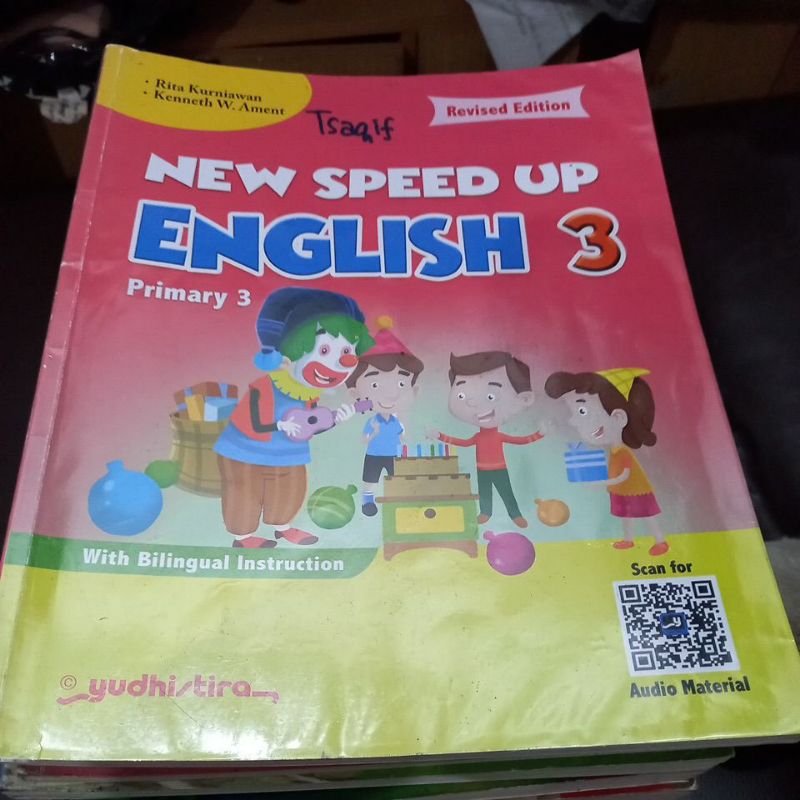 • Rita Kurniawan
• Kenneth W. Ament
Tsaqif
Revised Edition
NEW SPEED UP
ENGLISH 3
Primary 3
With Bilingual Instruction
Scan for
Audio Material
© yudhistira